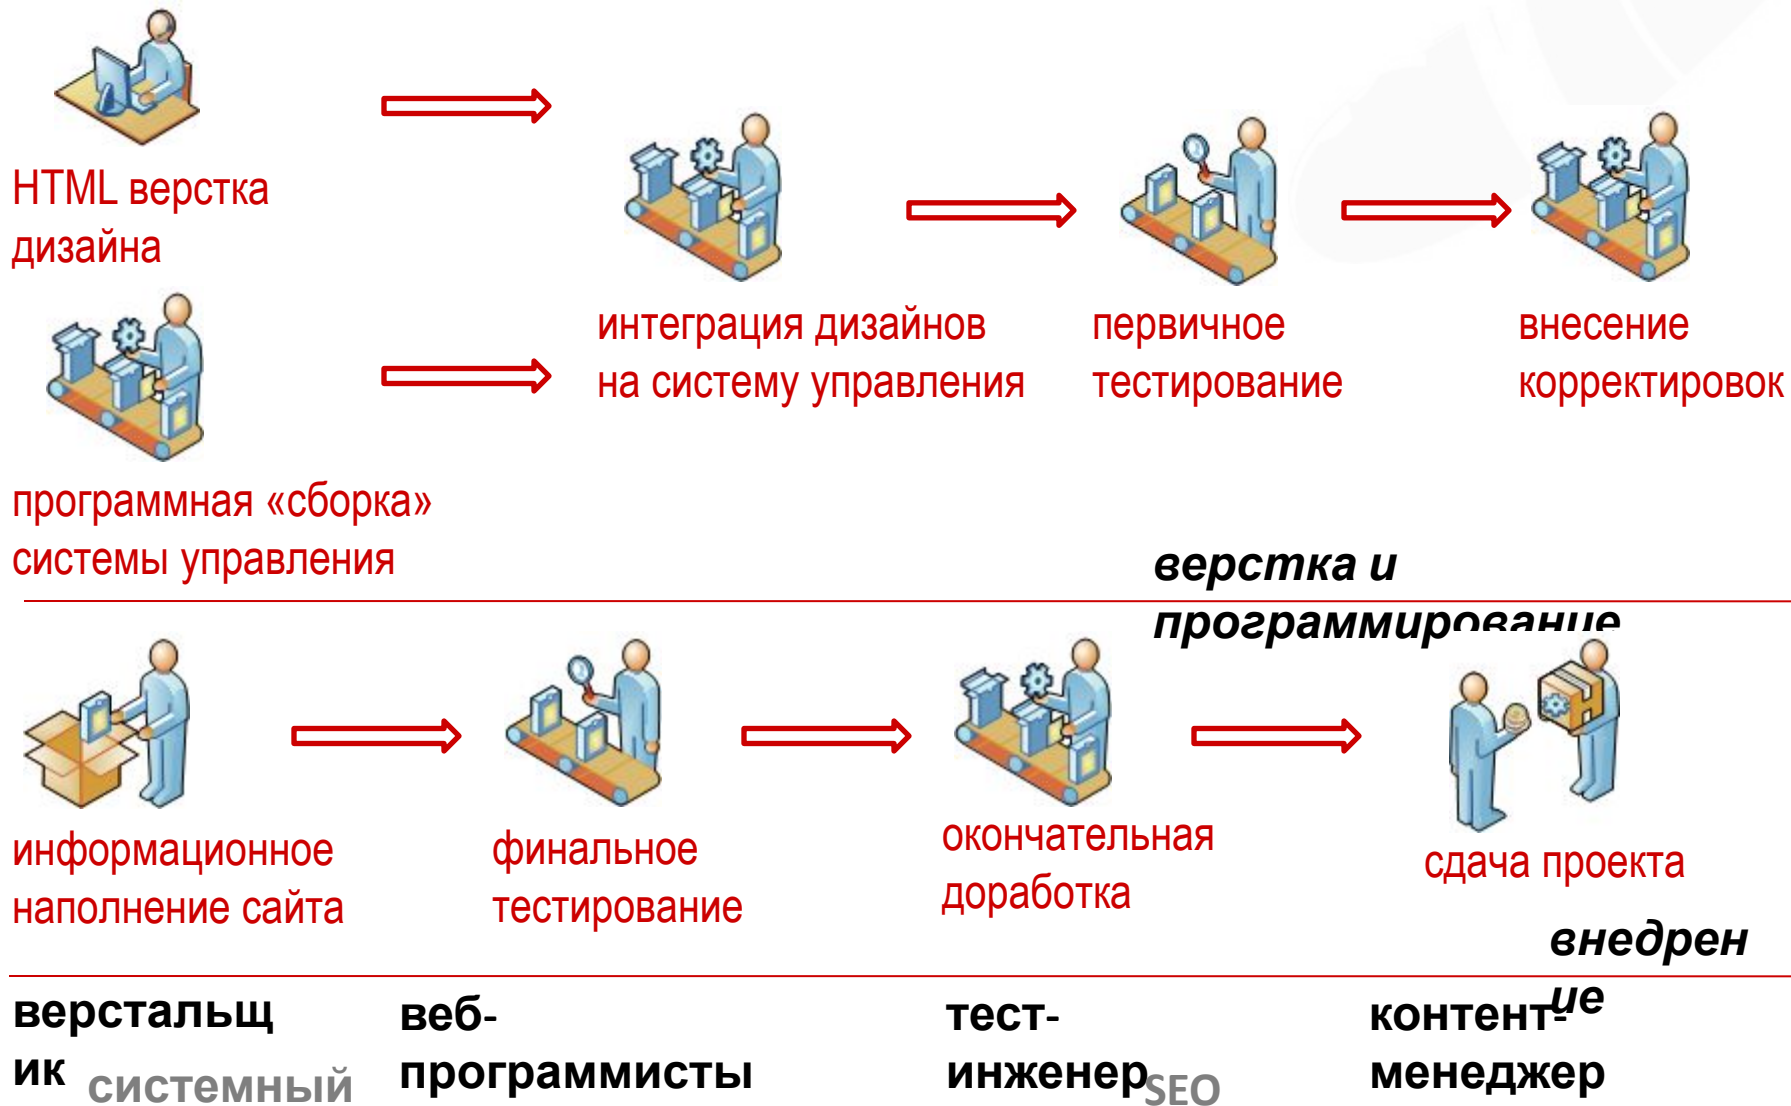 HTML верстка
дизайна
программная «сборка»
системы управления
интеграция дизайнов
на систему управления
первичное
тестирование
внесение
корректировок
верстка и
программирование
информационное
наполнение сайта
финальное
тестирование
окончательная
доработка
сдача проекта
внедрен
ие
верстальщ
ик
системный
веб-
программисты
тест-
инженер
SEO
контент-
менеджер